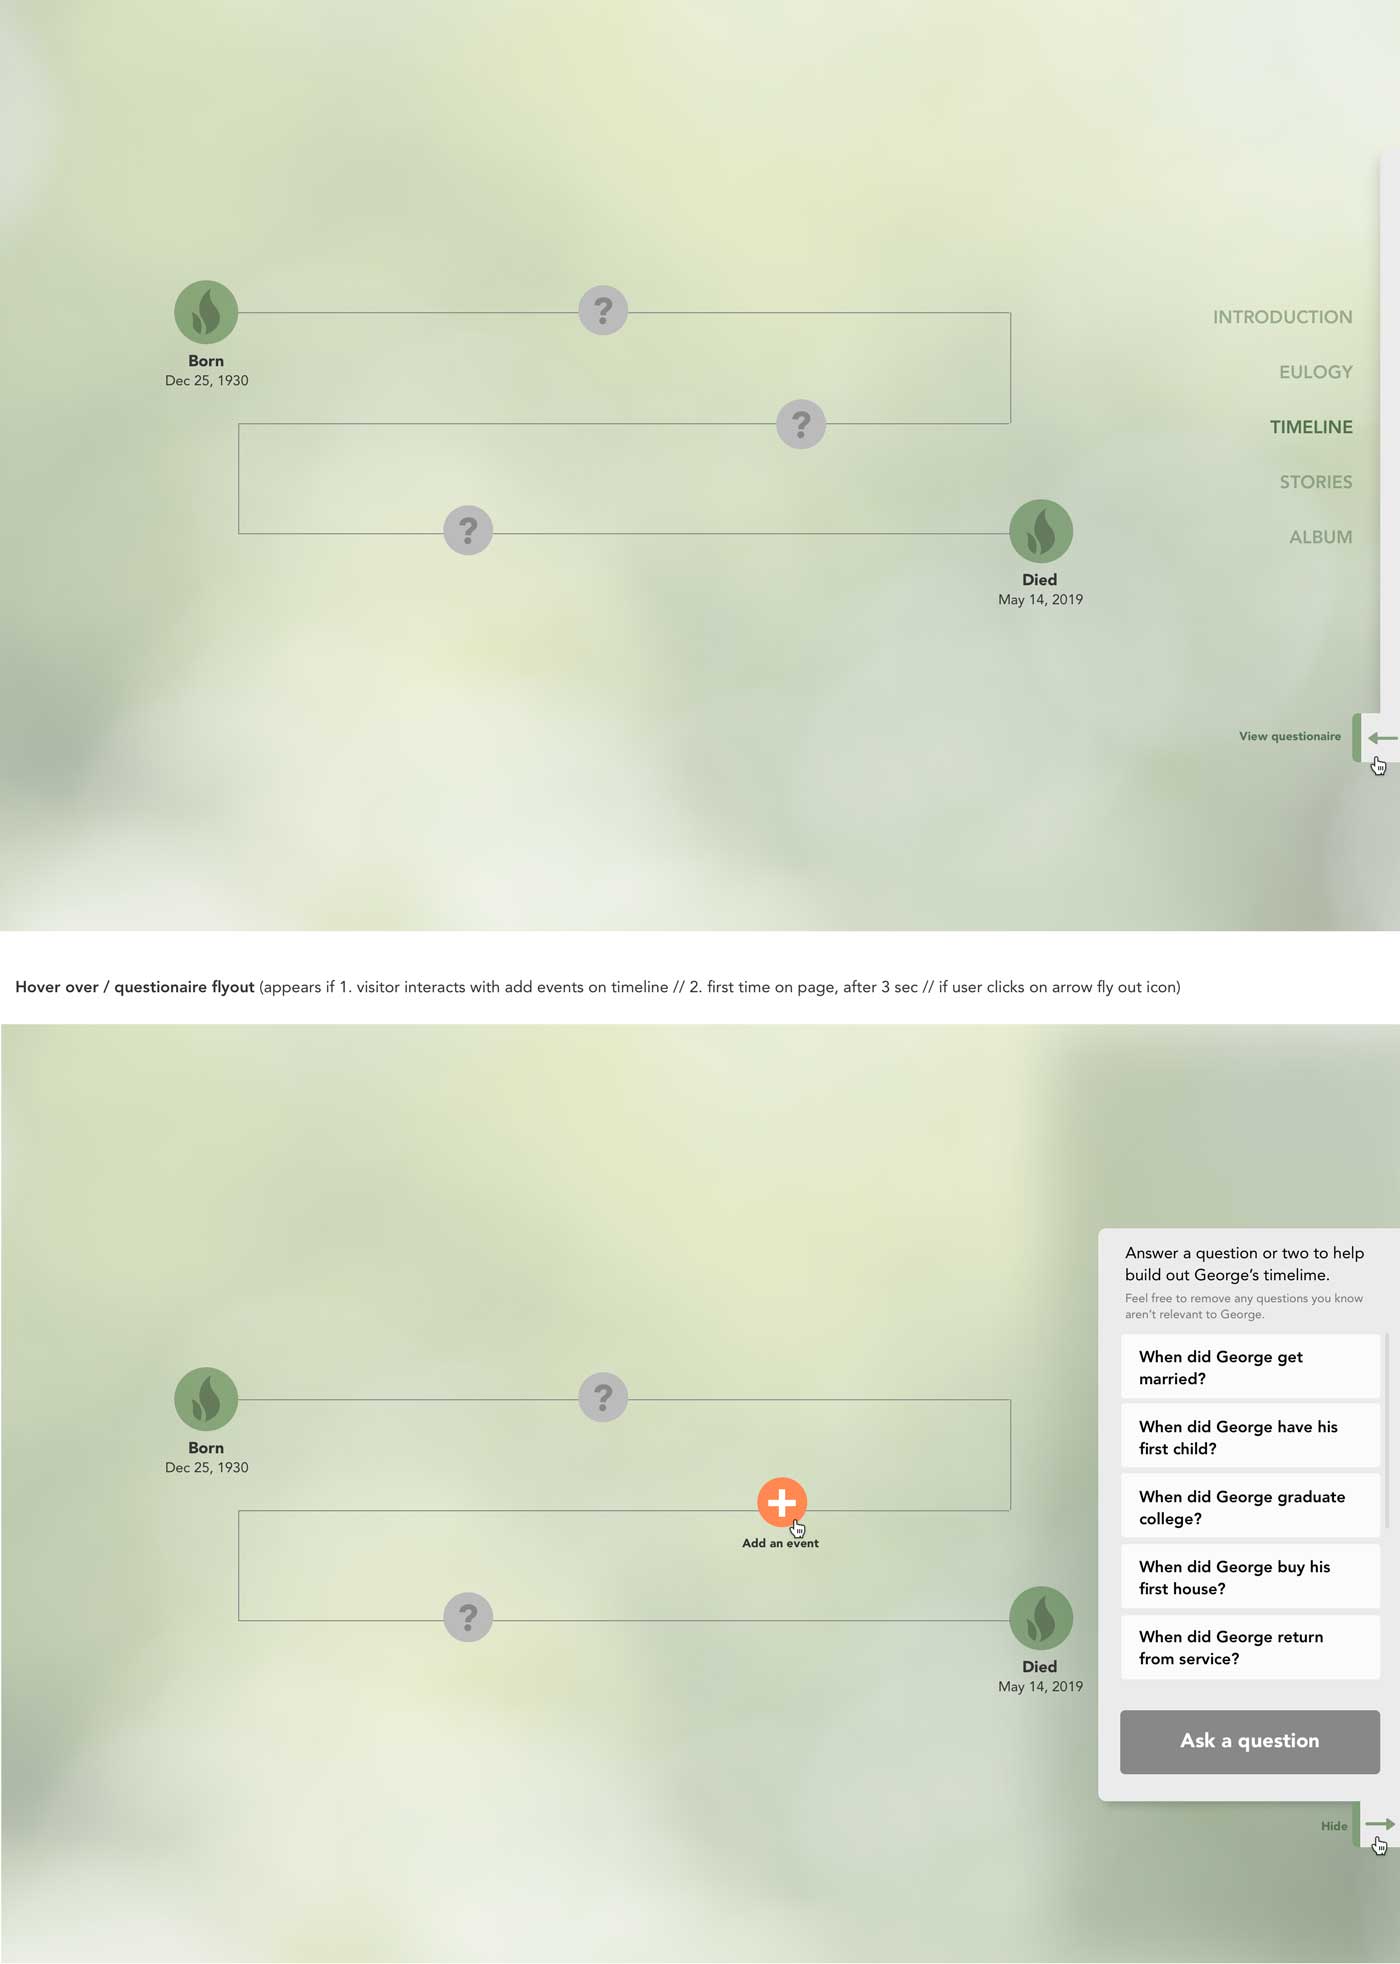 ?
Born
Dec 25, 1930
?
?
Died
May 14, 2019
INTRODUCTION
EULOGY
TIMELINE
STORIES
ALBUM
View questionaire
Hover over / questionaire flyout (appears if 1. visitor interacts with add events on timeline // 2. first time on page, after 3 sec // if user clicks on arrow fly out icon)
?
Born
Dec 25, 1930
Add an event
?
Died
May 14, 2019
Answer a question or two to help
build out George’s timelime.
Feel free to remove any questions you know
aren’t relevant to George.
When did George get
married?
When did George have his
first child?
When did George graduate
college?
When did George buy his
first house?
When did George return
from service?
Ask a question
Hide